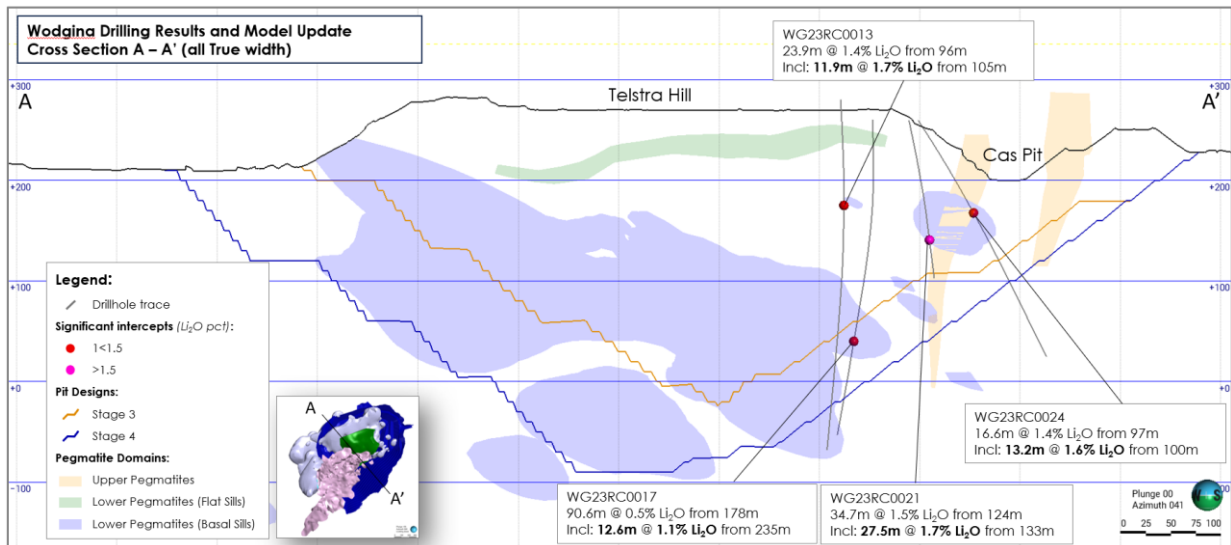 Wodgina Drilling Results and Model Update
Cross Section A – A' (all True width)
WG23RC0013
23.9m @ 1.4% Li₂O from 96m
Incl: 11.9m @ 1.7% Li₂O from 105m
+300
A
Telstra Hill
A'
Cas Pit
+200
+200
Legend:
Drillhole trace
Significant intercepts (Li₂O pct):
1<1.5
>1.5
Pit Designs:
Stage 3
Stage 4
Pegmatite Domains:
Upper Pegmatites
Lower Pegmatites (Flat Sills)
Lower Pegmatites (Basal Sills)
+300
+100
+100
+0
+0
-100
A
A'
WG23RC0024
16.6m @ 1.4% Li₂O from 97m
Incl: 13.2m @ 1.6% Li₂O from 100m
WG23RC0017
90.6m @ 0.5% Li₂O from 178m
Incl: 12.6m @ 1.1% Li₂O from 235m
WG23RC0021
34.7m @ 1.5% Li₂O from 124m
Incl: 27.5m @ 1.7% Li₂O from 133m
Plunge 00
Azimuth 041
0 25 50 75 100